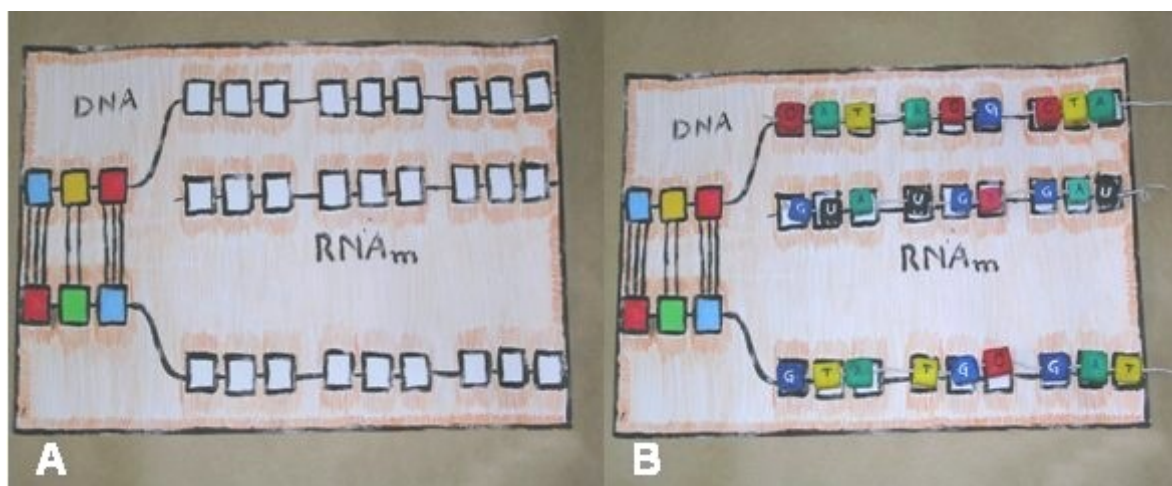 DNA
RNAm
A
DNA
C A T A C G C T A
G U A U G C G A U
RNAm
G T A T G C G A T
B